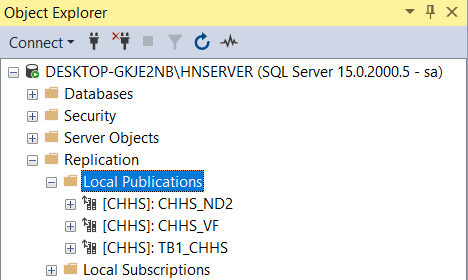 Object Explorer
Connect
DESKTOP-GKJE2NB\HNSERVER (SQL Server 15.0.2000.5 - sa)
Databases
Security
Server Objects
Replication
Local Publications
[CHHS]: CHHS_ND2
[CHHS]: CHHS_VF
[CHHS]: TB1_CHHS
Local Subscriptions